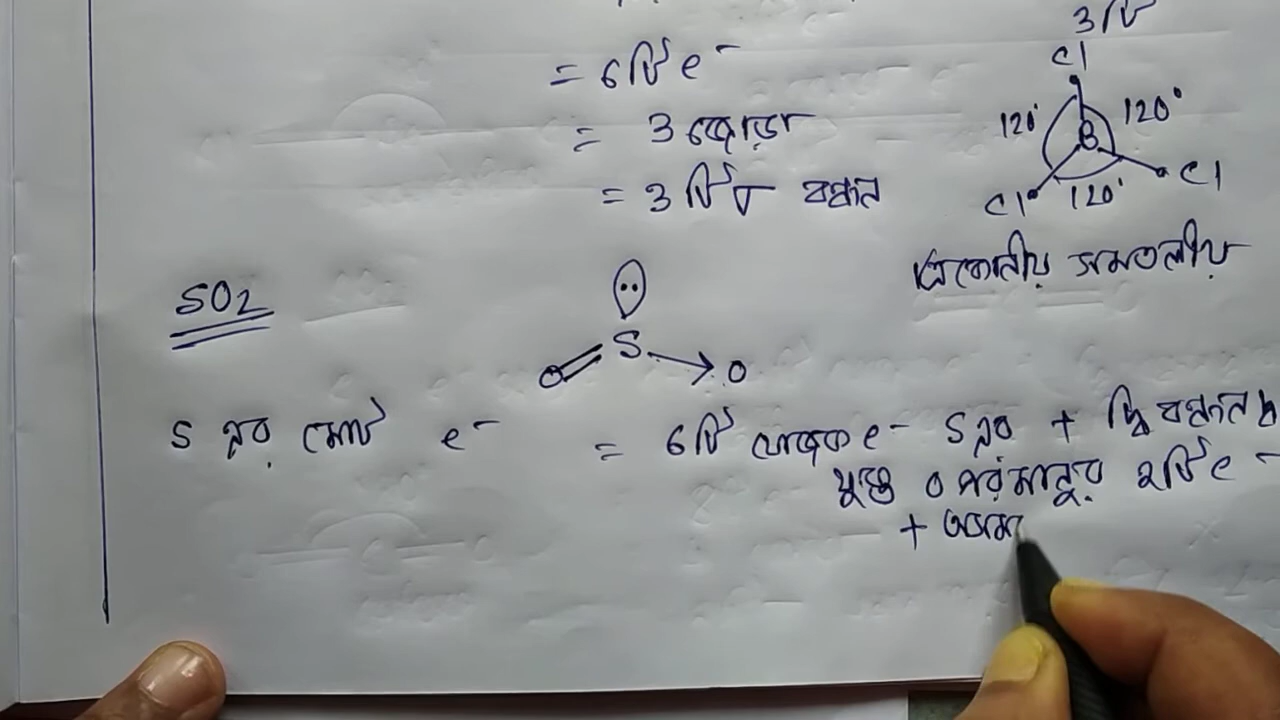 = 6টি e⁻
= 3 জোড়া
= 3 টি σ বন্ধন
3টি σ
Cl
120°
120°
B
Cl
Cl
120°
ত্রিকোনীয় সমতলীয়
SO2
S
O
O
S এর মোট e⁻ = 6টি যোজক e⁻ S এর + দ্বি বন্ধন দ্বা
যুক্ত O পরমানুর ২টি e⁻
+ অসম